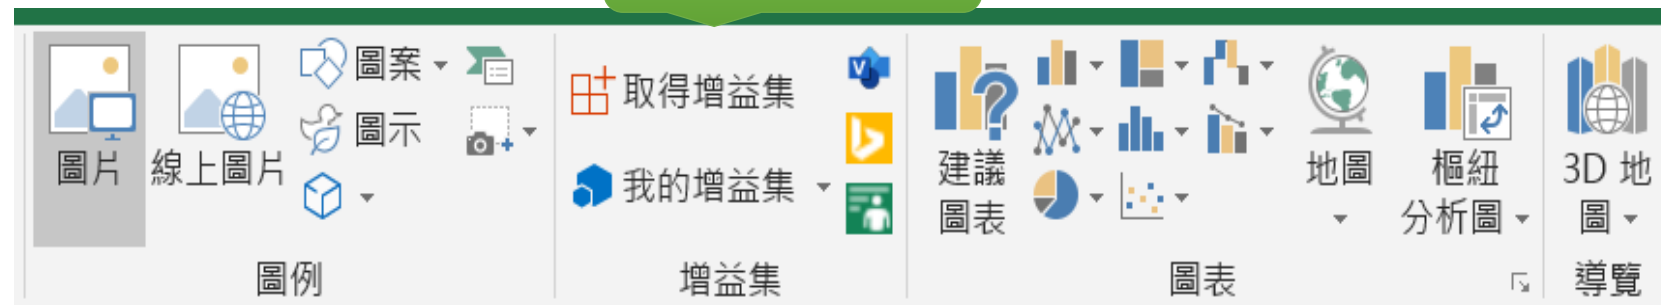 圖片
線上圖片
圖案
圖示
圖例
取得增益集
我的增益集
增益集
建議
圖表
地圖
樞紐
分析圖
圖表
3D 地
圖
導覽